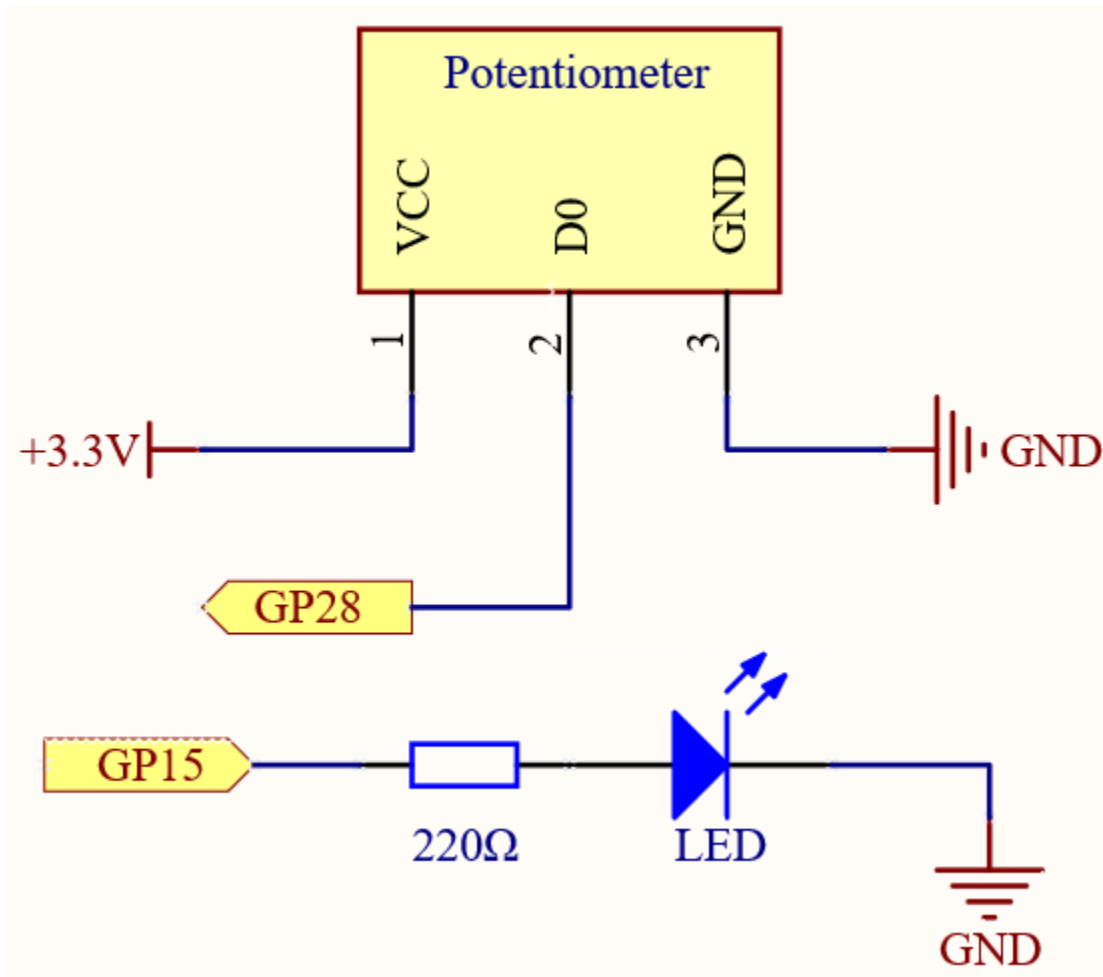 Potentiometer
VCC
D0
GND
1
2
3
+3.3V
GND
GP28
GP15
220Ω
LED
GND